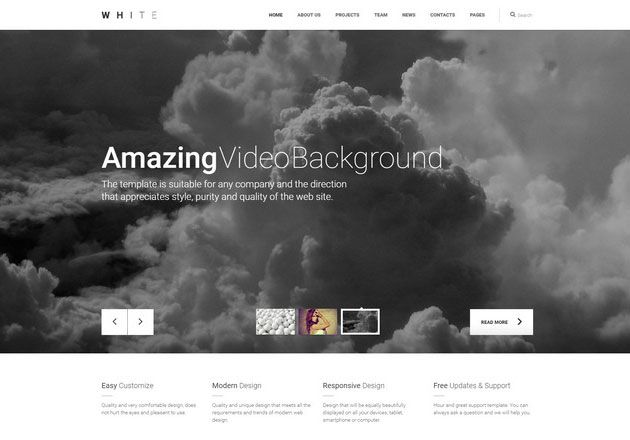 WHITE
HOME ABOUT US PROJECTS TEAM NEWS CONTACTS PAGES Search
AmazingVideoBackground
The template is suitable for any company and the direction
that appreciates style, purity and quality of the web site.
READ MORE
Easy Customize
Quality and very comfortable design does
not hurt the eyes and pleasent to use.
Modern Design
Quality and unique design that meets all the
requirements and trends of modern web
design.
Responsive Design
Design that will be equally beautifully
displayed on all your devices, tablet,
smartphone or computer.
Free Updates & Support
Hour and great support template. You can
always ask a question and we will help you.